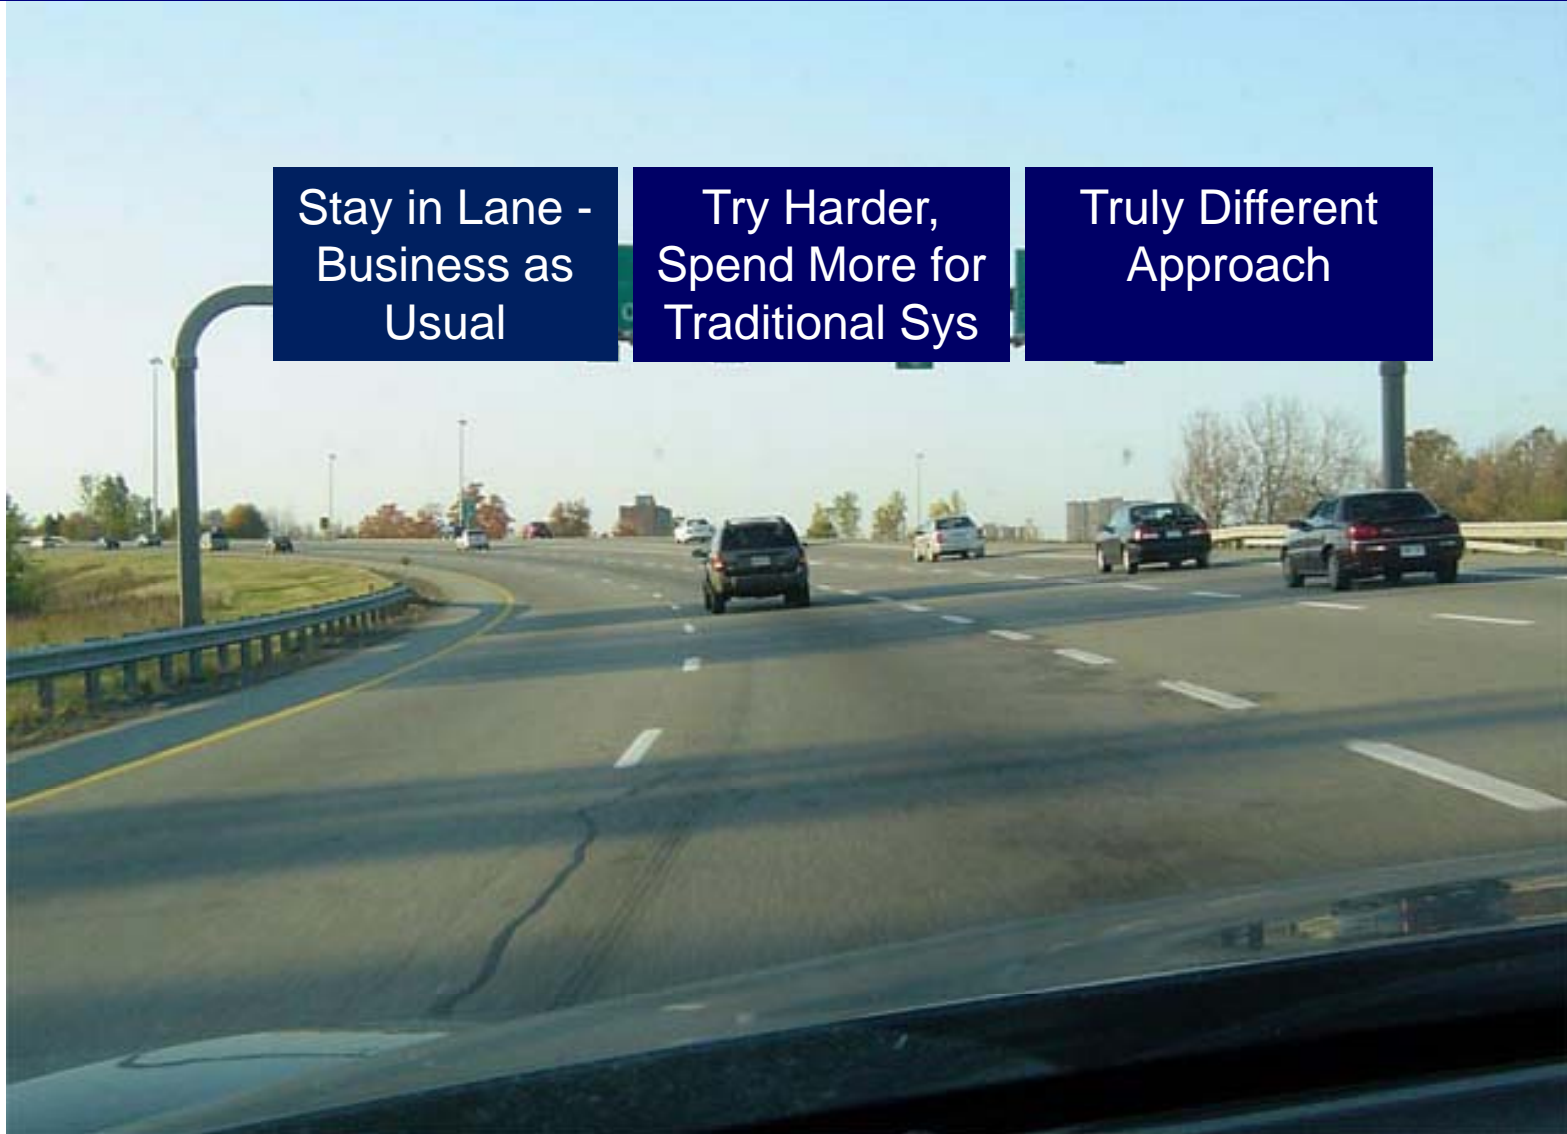 Stay in Lane -
Business as
Usual
Try Harder,
Spend More for
Traditional Sys
Truly Different
Approach